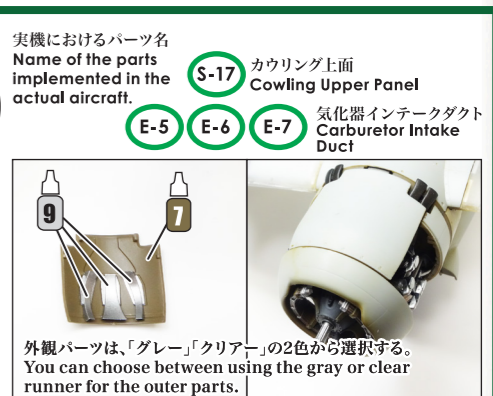 実機におけるパーツ名
Name of the parts
implemented in the
actual aircraft.
S-17
カウリング上面
Cowling Upper Panel
E-5
E-6
E-7
気化器インテークダクト
Carburetor Intake
Duct
9
7
外観パーツは、「グレー」「クリアー」の2色から選択する。
You can choose between using the gray or clear
runner for the outer parts.